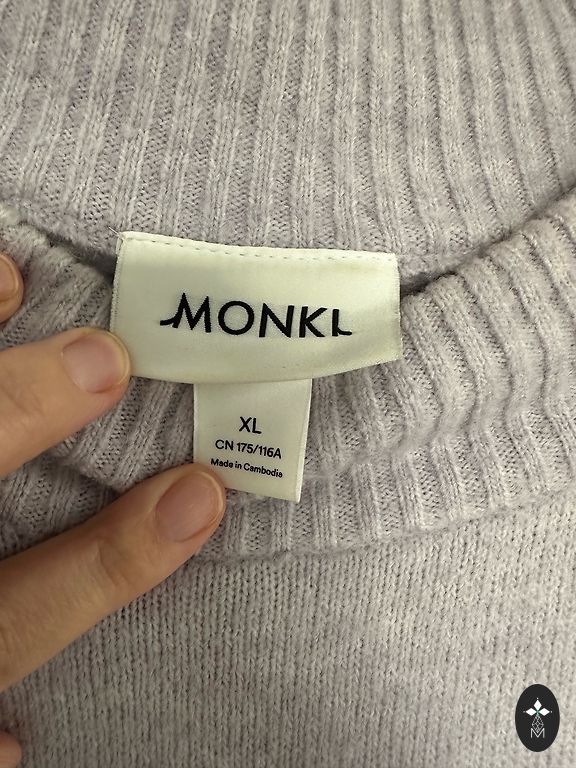 MONKI
XL
CN 175/116A
Made in Cambodia
M